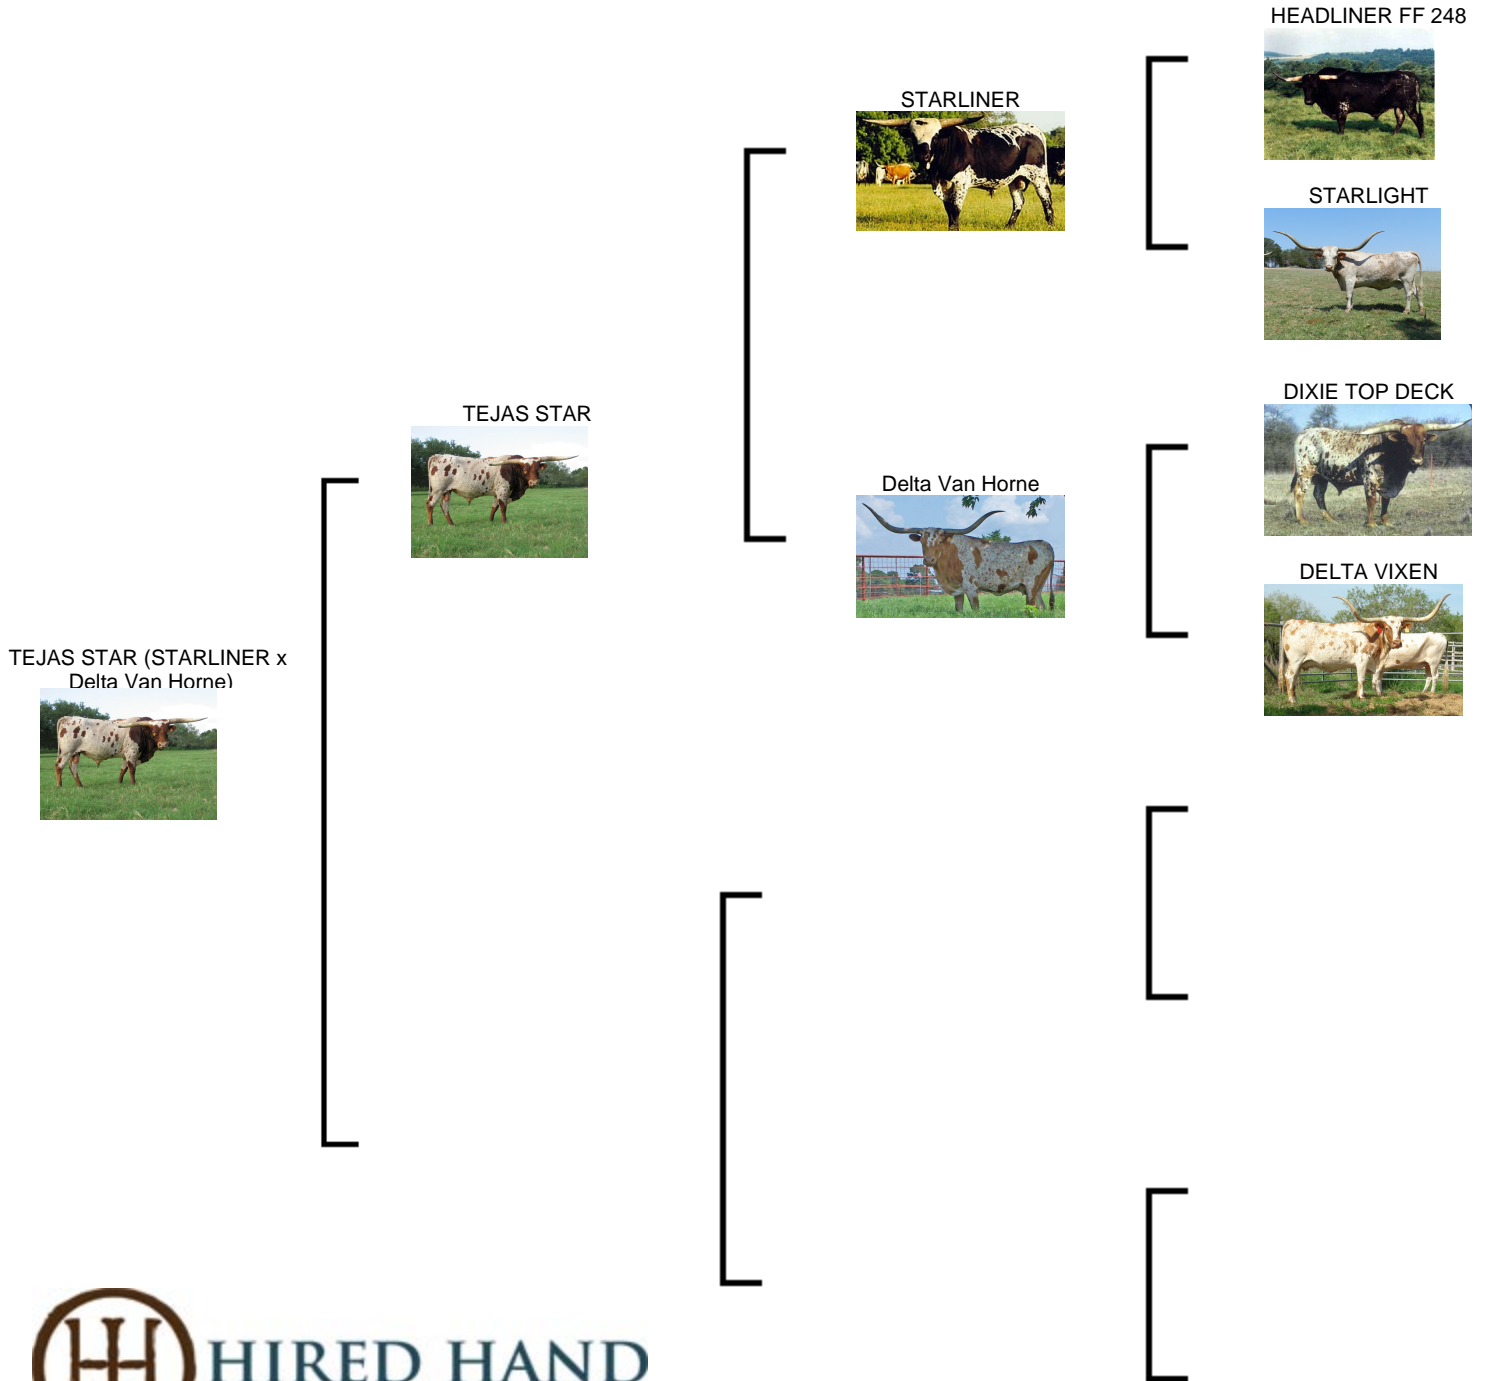 HEADLINER FF 248
STARLINER
STARLIGHT
DIXIE TOP DECK
TEJAS STAR
Delta Van Horne
DELTA VIXEN
TEJAS STAR (STARLINER x
Delta Van Horne)
HIRED HAND